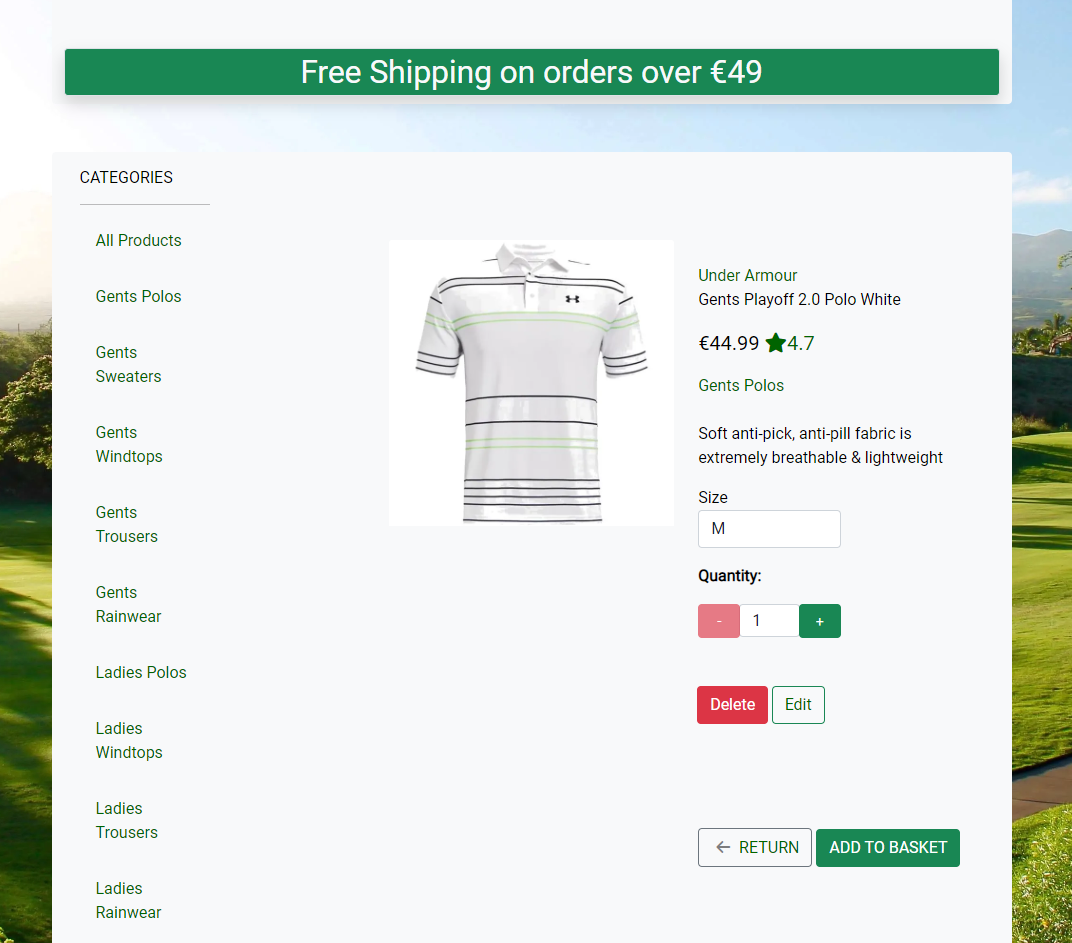 Free Shipping on orders over €49
CATEGORIES
All Products
Gents Polos
Gents
Sweaters
Gents
Windtops
Gents
Trousers
Gents
Rainwear
Ladies Polos
Ladies
Windtops
Ladies
Trousers
Ladies
Rainwear
Under Armour
Gents Playoff 2.0 Polo White
€44.99 4.7
Gents Polos
Soft anti-pick, anti-pill fabric is
extremely breathable & lightweight
Size
M
Quantity:
- 1 +
Delete Edit
RETURN ADD TO BASKET